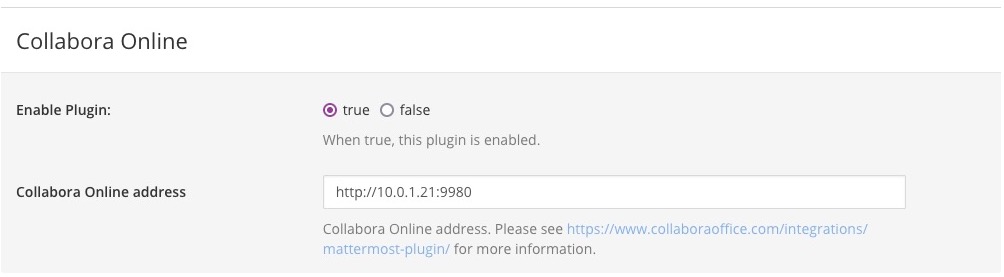 Collabora Online
Enable Plugin: true false
When true, this plugin is enabled.
Collabora Online address http://10.0.1.21:9980
Collabora Online address. Please see https://www.collaboraoffice.com/integrations/
mattermost-plugin/ for more information.